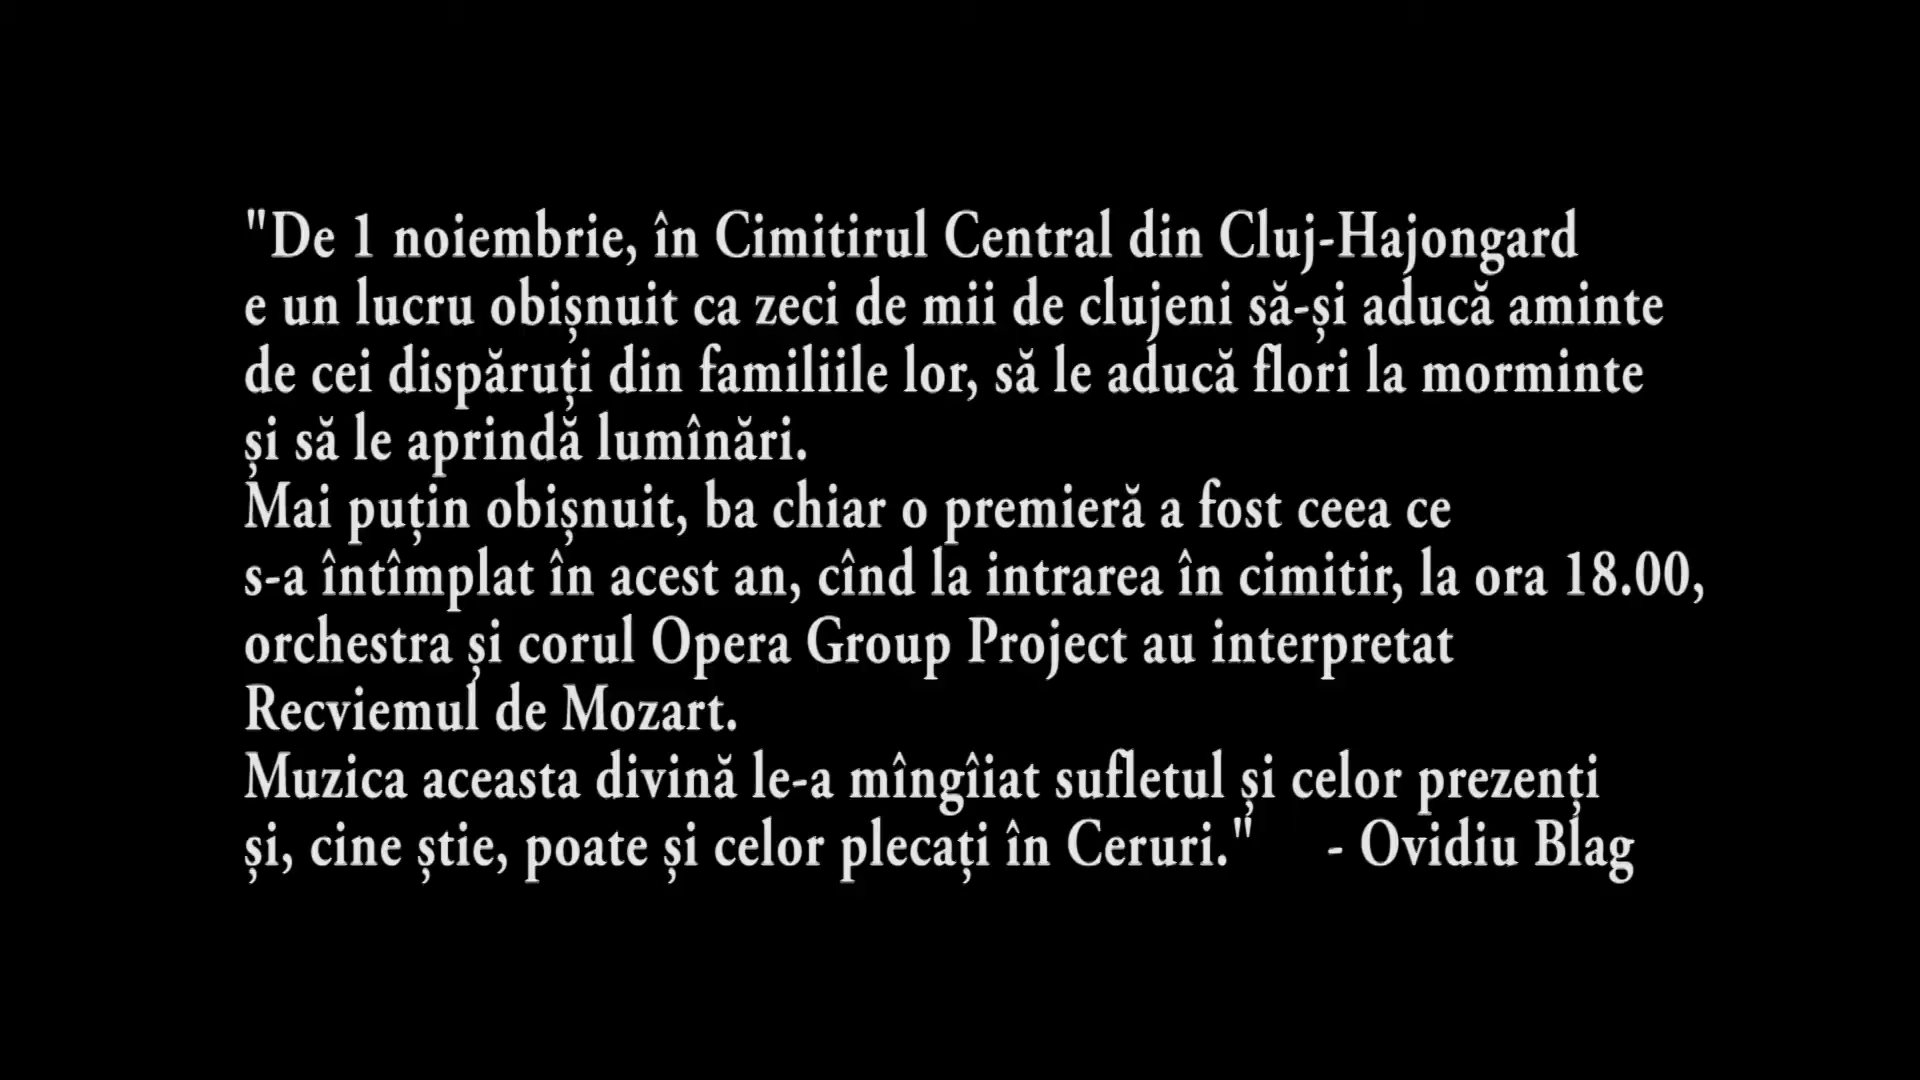 "De 1 noiembrie, în Cimitirul Central din Cluj-Hajongard
e un lucru obișnuit ca zeci de mii de clujeni să-și aducă aminte
de cei dispăruți din familiile lor, să le aducă flori la morminte
și să le aprindă lumînări.
Mai puțin obișnuit, ba chiar o premieră a fost ceea ce
s-a întîmplat în acest an, cînd la intrarea în cimitir, la ora 18.00,
orchestra și corul Opera Group Project au interpretat
Recviemul de Mozart.
Muzica aceasta divină le-a mîngîiat sufletul și celor prezenți
și, cine știe, poate și celor plecați în Ceruri." - Ovidiu Blag